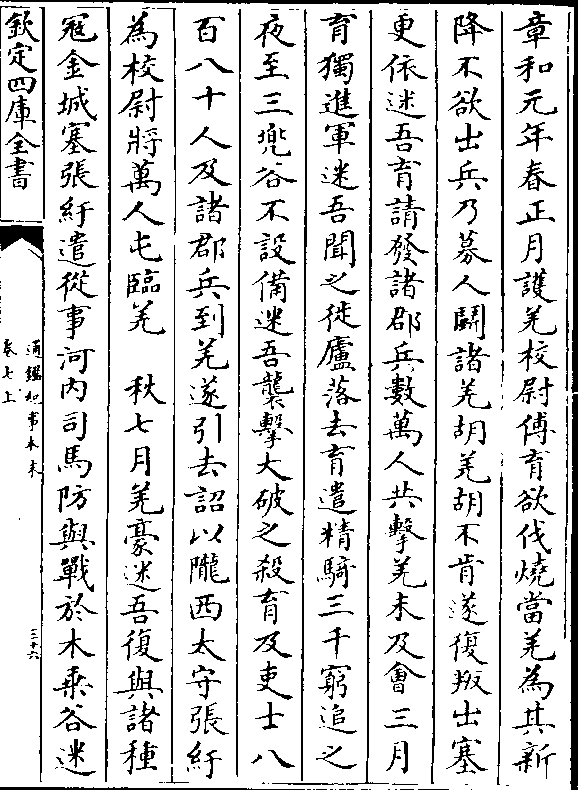 章和元年春正月護羌校尉傅育欲伐燒當羌為其新
降不欲出兵乃募人鬬諸羌胡羌胡不肯遂復叛出塞
更依迷吾育請發諸郡兵數萬人共擊羌未及會三月
育獨進軍迷吾聞之徙廬落去育遣精騎三千窮追之
夜至三兜谷不設備迷吾襲擊大破之殺育及吏士八
百八十人及諸郡兵到羌遂引去詔以隴西太守張紆
為校尉將萬人屯臨羌　秋七月羌豪迷吾復與諸種
寇金城塞張紆遣從事河内司馬防與戰於木乗谷迷
欽定四庫全書
通鑑紀事本末
卷七上
三十六